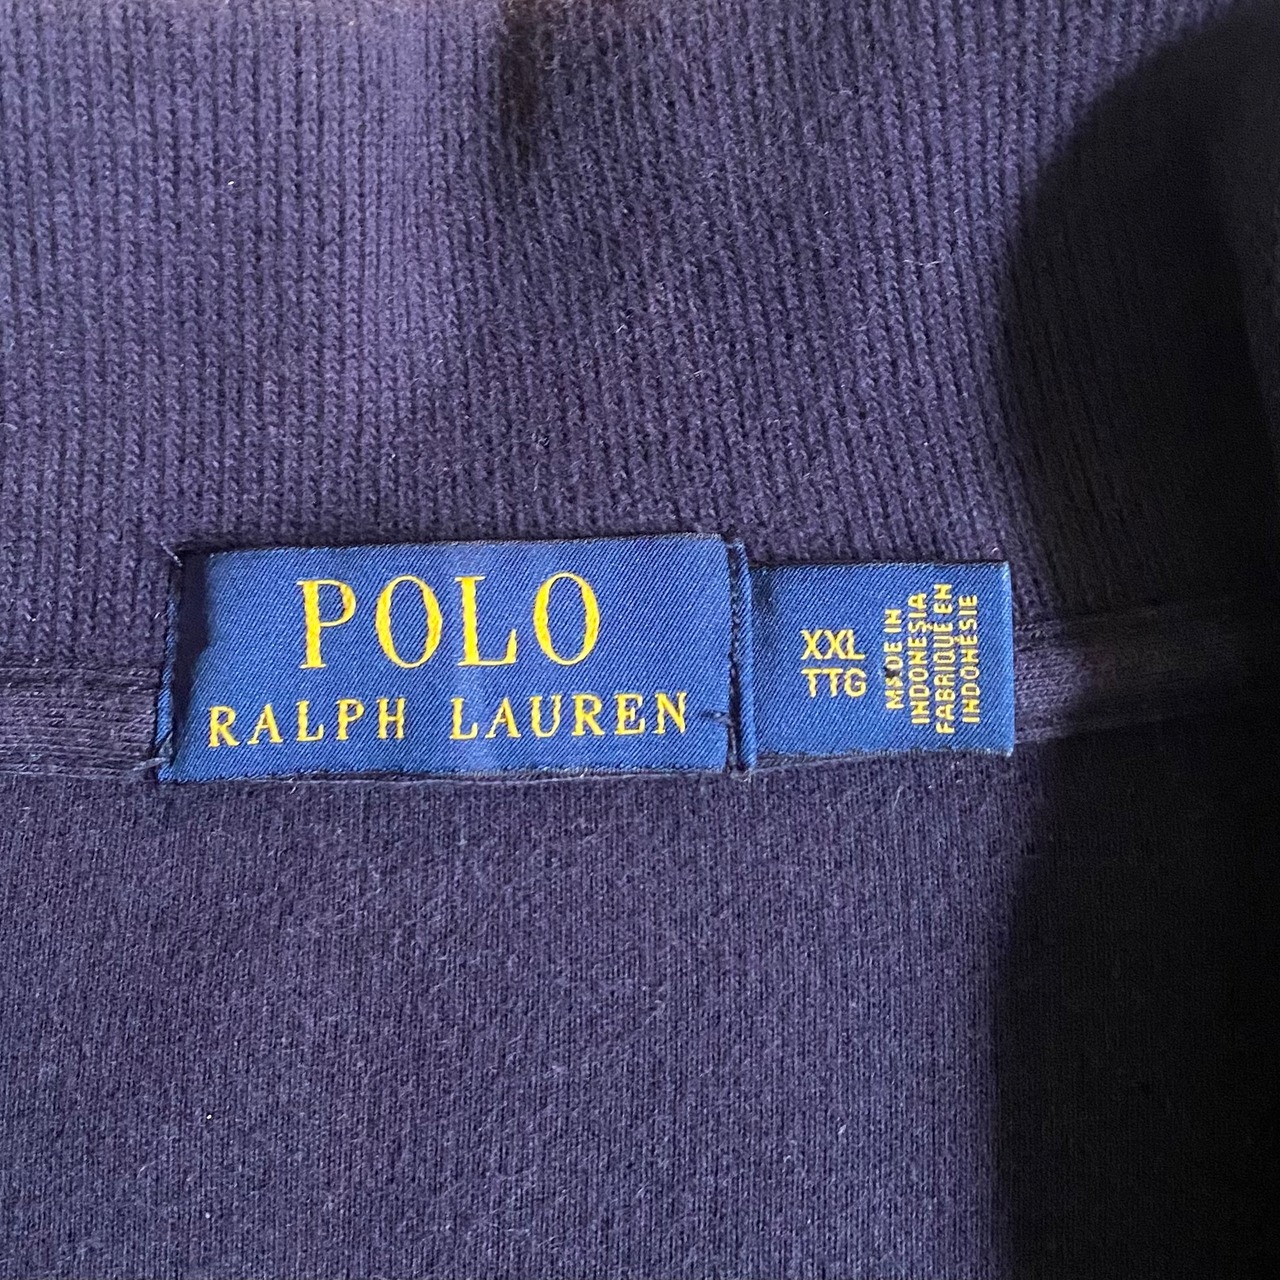 POLO
RALPH LAUREN
XXL
TTG
MADE IN
INDONESIA
FABRIQUÉ EN
INDONÉSIE